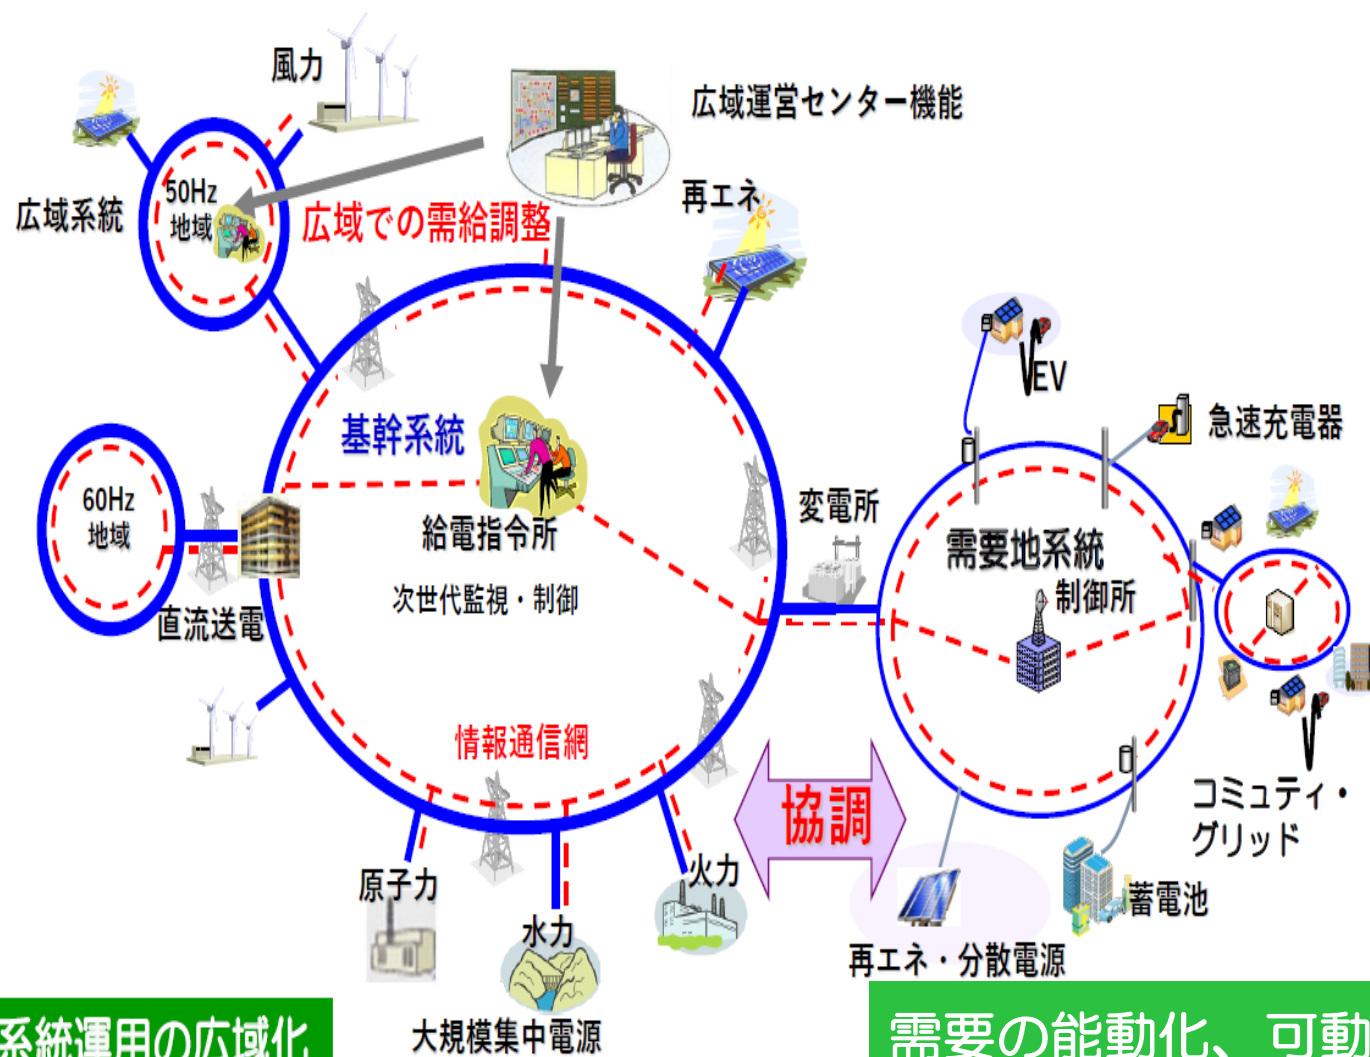 風力
広域運営センター機能
再エネ
50Hz
地域
広域系統
広域での需給調整
EV
急速充電器
基幹系統
60Hz
地域
変電所
給電指令所
需要地系統
次世代監視・制御
制御所
直流送電
情報通信網
協調
コミュティ・
グリッド
原子力
火力
蓄電池
水力
再エネ・分散電源
大規模集中電源
系統運用の広域化
需要の能動化、可動